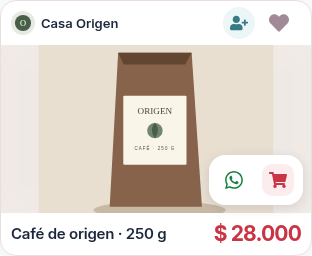 O
Casa Origen
ORIGEN
CAFÉ · 250 G
Café de origen · 250 g
$ 28.000